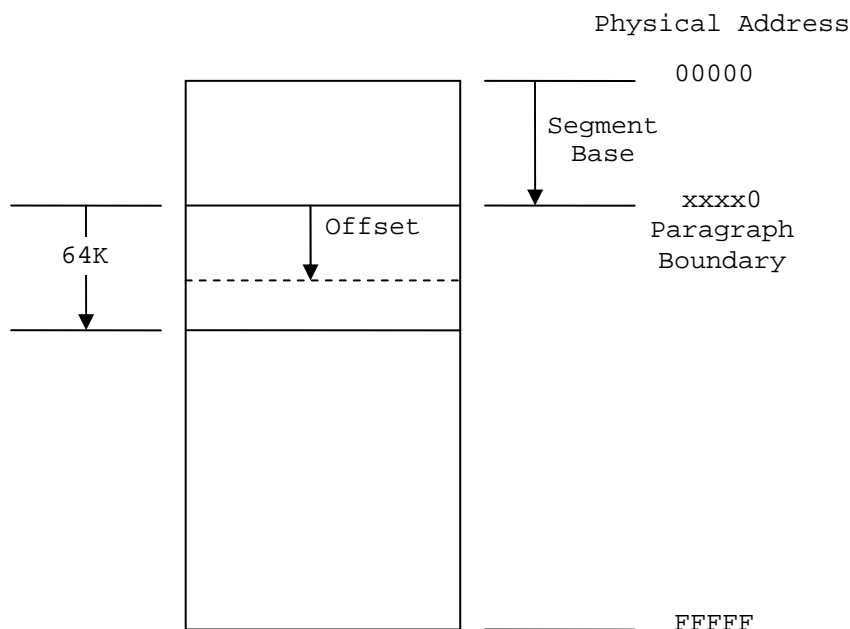 Physical Address
00000
Segment
Base
xxxx0
Paragraph
Boundary
Offset
64K
FFFFF